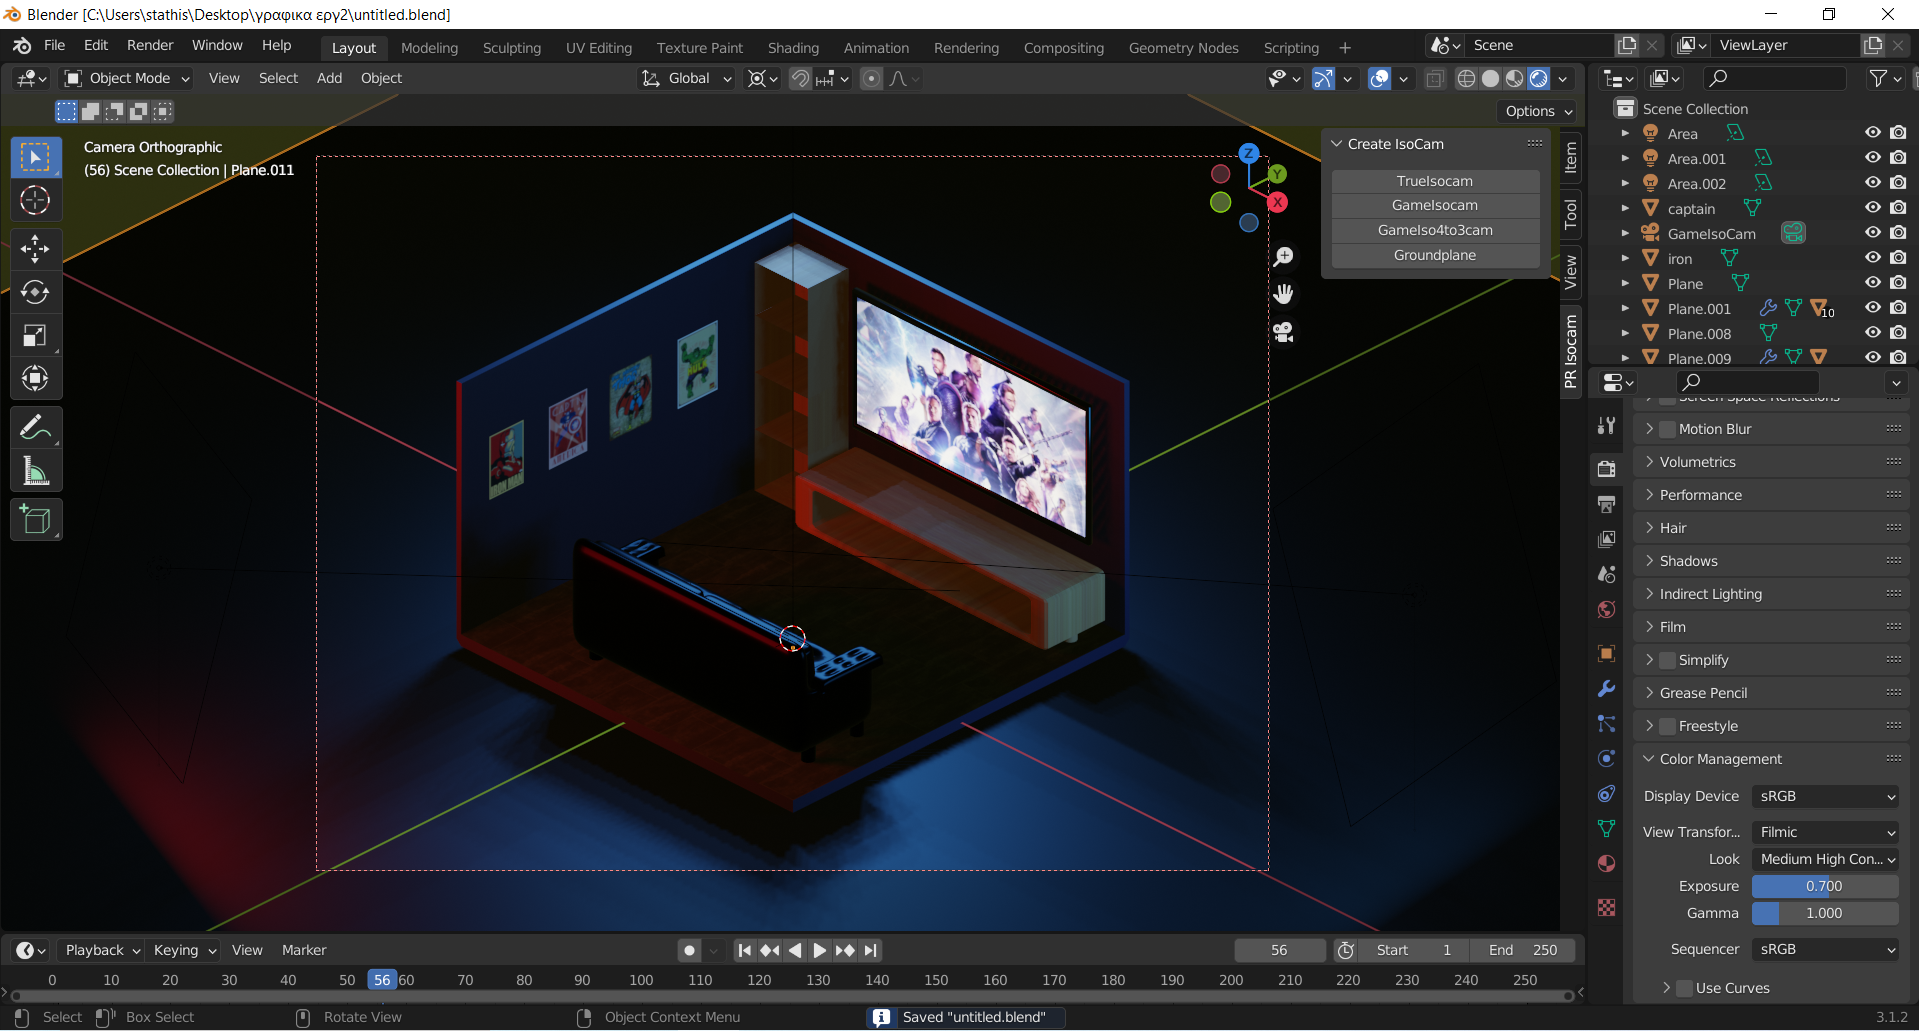 Blender [C:\Users\stathis\Desktop\γραφικα εργ2\untitled.blend]
File Edit Render Window Help
Layout Modeling Sculpting UV Editing Texture Paint Shading Animation Rendering Compositing Geometry Nodes Scripting +
Scene
ViewLayer
Object Mode View Select Add Object
Global
Options
Camera Orthographic
(56) Scene Collection | Plane.011
Z
Y
X
Create IsoCam
TrueIsocam
GameIsocam
GameIso4to3cam
Groundplane
Item
Tool
View
PR Isocam
HULK
IRON MAN
Scene Collection
Area
Area.001
Area.002
captain
GameIsoCam
iron
Plane
Plane.001
10
Plane.008
Plane.009
Screen Space Reflections
Motion Blur
Volumetrics
Performance
Hair
Shadows
Indirect Lighting
Film
Simplify
Grease Pencil
Freestyle
Color Management
Display Device sRGB
View Transfor... Filmic
Look Medium High Con...
Exposure 0.700
Gamma 1.000
Sequencer sRGB
Use Curves
Playback Keying View Marker
56
Start 1
End 250
0 10 20 30 40 50 56 60 70 80 90 100 110 120 130 140 150 160 170 180 190 200 210 220 230 240 250
Select Box Select Rotate View Object Context Menu
Saved "untitled.blend"
3.1.2